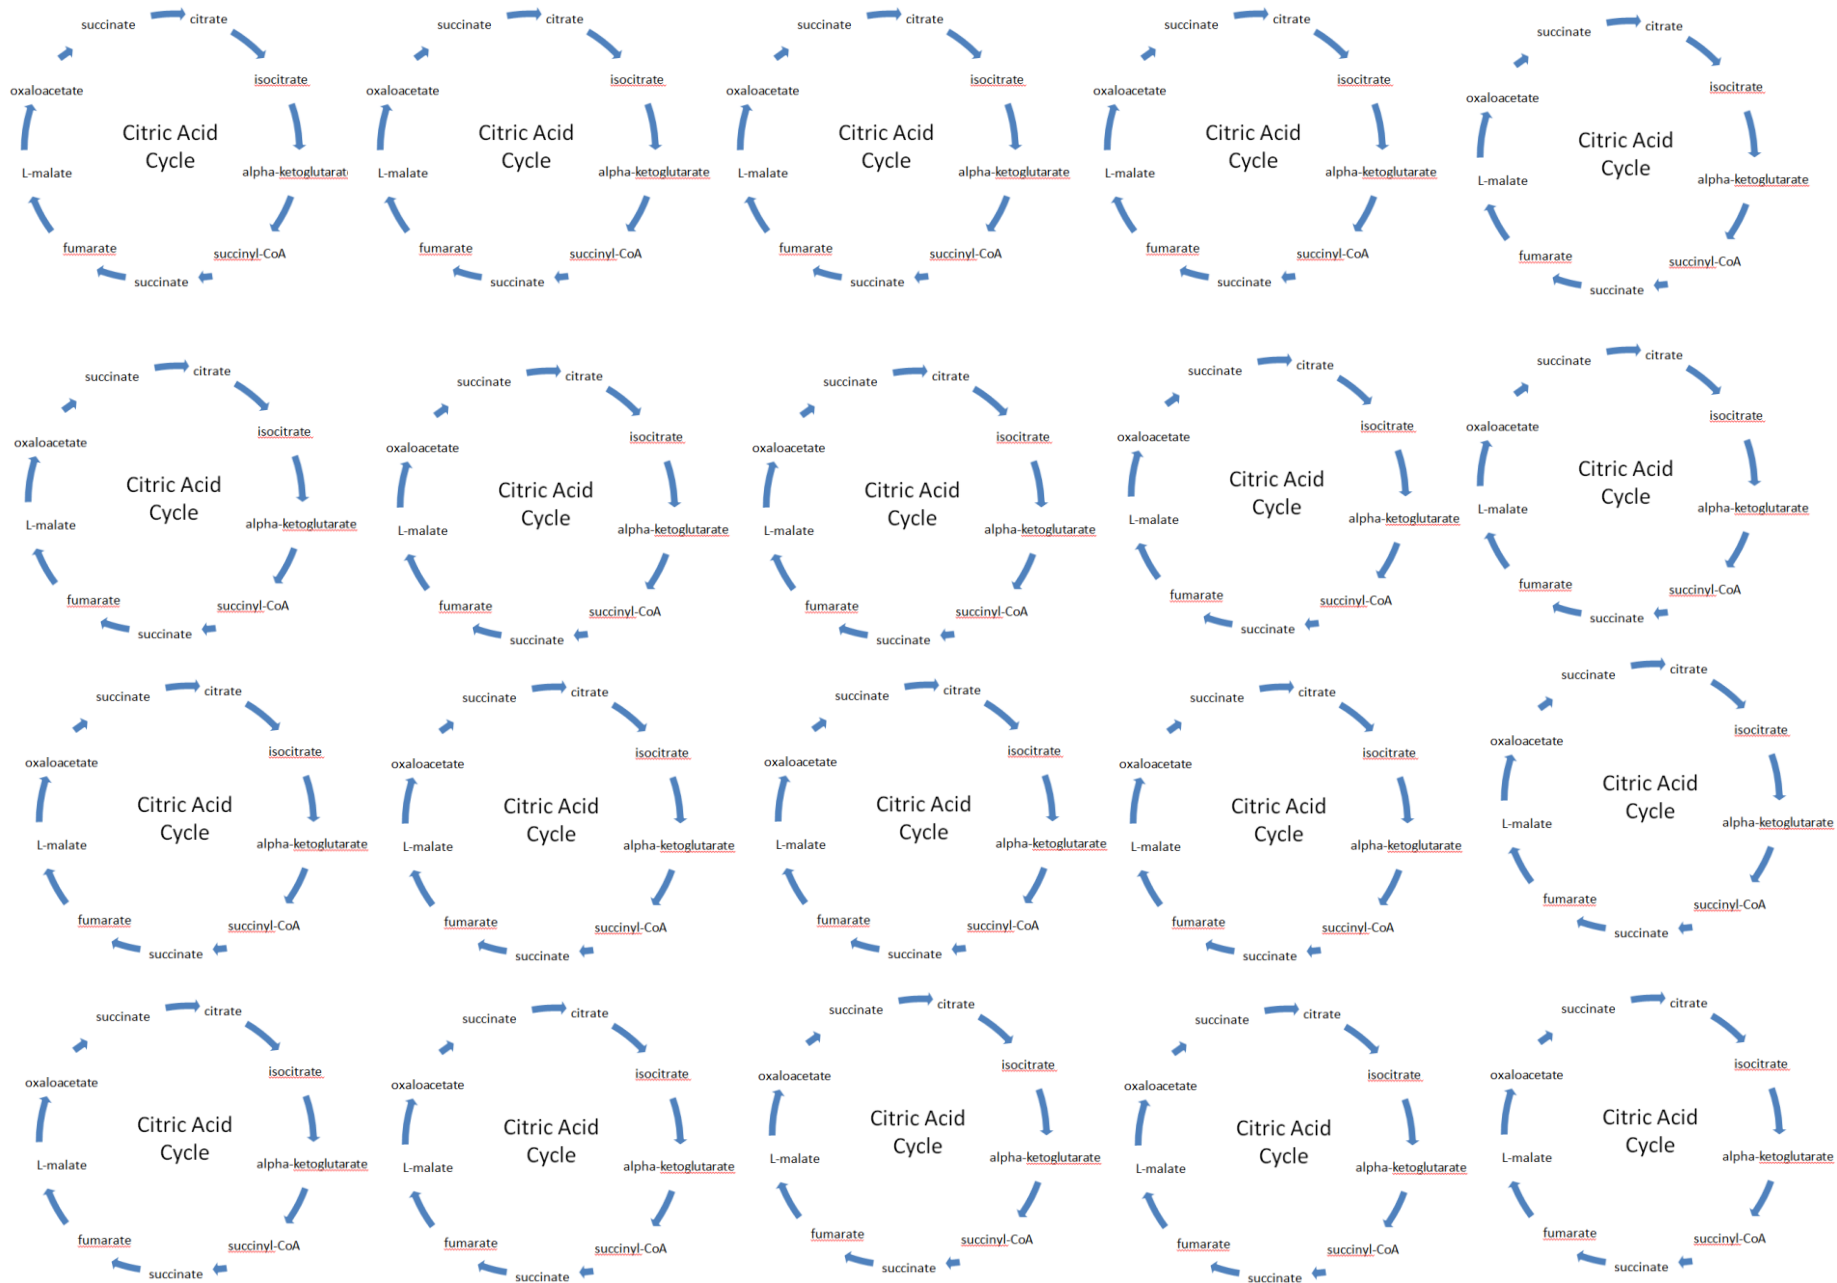 succinate
citrate
isocitrate
oxaloacetate
Citric Acid
Cycle
L-malate
alpha-ketoglutarat
fumarate
succinyl-CoA
succinate
succinate
citrate
isocitrate
oxaloacetate
Citric Acid
Cycle
L-malate
alpha-ketoglutarate
fumarate
succinyl-CoA
succinate
succinate
citrate
isocitrate
oxaloacetate
Citric Acid
Cycle
L-malate
alpha-ketoglutarate
fumarate
succinyl-CoA
succinate
succinate
citrate
isocitrate
oxaloacetate
Citric Acid
Cycle
L-malate
alpha-ketoglutarate
fumarate
succinyl-CoA
succinate
succinate
citrate
isocitrate
oxaloacetate
Citric Acid
Cycle
L-malate
alpha-ketoglutarate
fumarate
succinyl-CoA
succinate
succinate
citrate
isocitrate
oxaloacetate
Citric Acid
Cycle
L-malate
alpha-ketoglutarate
fumarate
succinyl-CoA
succinate
succinate
citrate
isocitrate
oxaloacetate
Citric Acid
Cycle
L-malate
alpha-ketoglutarate
fumarate
succinyl-CoA
succinate
succinate
citrate
isocitrate
oxaloacetate
Citric Acid
Cycle
L-malate
alpha-ketoglutarate
fumarate
succinyl-CoA
succinate
succinate
citrate
isocitrate
oxaloacetate
Citric Acid
Cycle
L-malate
alpha-ketoglutarate
fumarate
succinyl-CoA
succinate
succinate
citrate
isocitrate
oxaloacetate
Citric Acid
Cycle
L-malate
alpha-ketoglutarate
fumarate
succinyl-CoA
succinate
succinate
citrate
isocitrate
oxaloacetate
Citric Acid
Cycle
L-malate
alpha-ketoglutarate
fumarate
succinyl-CoA
succinate
succinate
citrate
isocitrate
oxaloacetate
Citric Acid
Cycle
L-malate
alpha-ketoglutarate
fumarate
succinyl-CoA
succinate
succinate
citrate
isocitrate
oxaloacetate
Citric Acid
Cycle
L-malate
alpha-ketoglutarate
fumarate
succinyl-CoA
succinate
succinate
citrate
isocitrate
oxaloacetate
Citric Acid
Cycle
L-malate
alpha-ketoglutarate
fumarate
succinyl-CoA
succinate
succinate
citrate
isocitrate
oxaloacetate
Citric Acid
Cycle
L-malate
alpha-ketoglutarate
fumarate
succinyl-CoA
succinate
succinate
citrate
isocitrate
oxaloacetate
Citric Acid
Cycle
L-malate
alpha-ketoglutarate
fumarate
succinyl-CoA
succinate
succinate
citrate
isocitrate
oxaloacetate
Citric Acid
Cycle
L-malate
alpha-ketoglutarate
fumarate
succinyl-CoA
succinate
succinate
citrate
isocitrate
oxaloacetate
Citric Acid
Cycle
L-malate
alpha-ketoglutarate
fumarate
succinyl-CoA
succinate
succinate
citrate
isocitrate
oxaloacetate
Citric Acid
Cycle
L-malate
alpha-ketoglutarate
fumarate
succinyl-CoA
succinate
succinate
citrate
isocitrate
oxaloacetate
Citric Acid
Cycle
L-malate
alpha-ketoglutarate
fumarate
succinyl-CoA
succinate